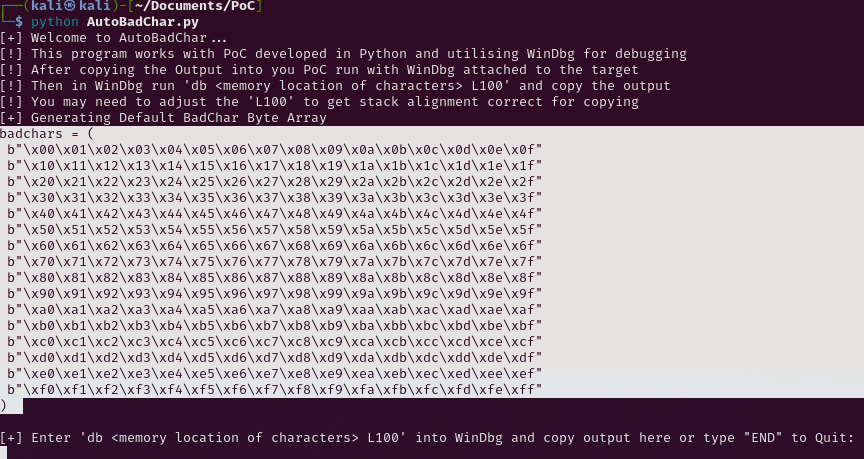 ┌──(kali㉿kali)-[~/Documents/PoC]
└─$ python AutoBadChar.py
[+] Welcome to AutoBadChar...
[!] This program works with PoC developed in Python and utilising WinDbg for debugging
[!] After copying the Output into you PoC run with WinDbg attached to the target
[!] Then in WinDbg run 'db <memory location of characters> L100' and copy the output
[!] You may need to adjust the 'L100' to get stack alignment correct for copying
[+] Generating Default BadChar Byte Array
badchars = (
 b"\x00\x01\x02\x03\x04\x05\x06\x07\x08\x09\x0a\x0b\x0c\x0d\x0e\x0f"
 b"\x10\x11\x12\x13\x14\x15\x16\x17\x18\x19\x1a\x1b\x1c\x1d\x1e\x1f"
 b"\x20\x21\x22\x23\x24\x25\x26\x27\x28\x29\x2a\x2b\x2c\x2d\x2e\x2f"
 b"\x30\x31\x32\x33\x34\x35\x36\x37\x38\x39\x3a\x3b\x3c\x3d\x3e\x3f"
 b"\x40\x41\x42\x43\x44\x45\x46\x47\x48\x49\x4a\x4b\x4c\x4d\x4e\x4f"
 b"\x50\x51\x52\x53\x54\x55\x56\x57\x58\x59\x5a\x5b\x5c\x5d\x5e\x5f"
 b"\x60\x61\x62\x63\x64\x65\x66\x67\x68\x69\x6a\x6b\x6c\x6d\x6e\x6f"
 b"\x70\x71\x72\x73\x74\x75\x76\x77\x78\x79\x7a\x7b\x7c\x7d\x7e\x7f"
 b"\x80\x81\x82\x83\x84\x85\x86\x87\x88\x89\x8a\x8b\x8c\x8d\x8e\x8f"
 b"\x90\x91\x92\x93\x94\x95\x96\x97\x98\x99\x9a\x9b\x9c\x9d\x9e\x9f"
 b"\xa0\xa1\xa2\xa3\xa4\xa5\xa6\xa7\xa8\xa9\xaa\xab\xac\xad\xae\xaf"
 b"\xb0\xb1\xb2\xb3\xb4\xb5\xb6\xb7\xb8\xb9\xba\xbb\xbc\xbd\xbe\xbf"
 b"\xc0\xc1\xc2\xc3\xc4\xc5\xc6\xc7\xc8\xc9\xca\xcb\xcc\xcd\xce\xcf"
 b"\xd0\xd1\xd2\xd3\xd4\xd5\xd6\xd7\xd8\xd9\xda\xdb\xdc\xdd\xde\xdf"
 b"\xe0\xe1\xe2\xe3\xe4\xe5\xe6\xe7\xe8\xe9\xea\xeb\xec\xed\xee\xef"
 b"\xf0\xf1\xf2\xf3\xf4\xf5\xf6\xf7\xf8\xf9\xfa\xfb\xfc\xfd\xfe\xff"
)
[+] Enter 'db <memory location of characters> L100' into WinDbg and copy output here or type "END" to Quit: